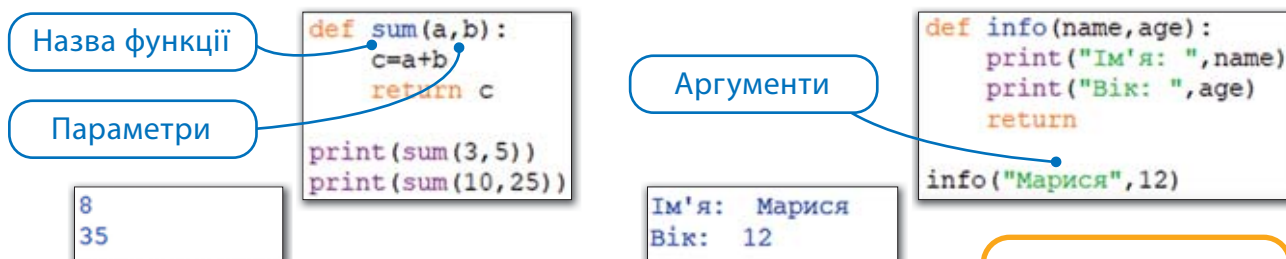 Назва функції
Параметри
def sum(a,b):
    c=a+b
    return c
print(sum(3,5))
print(sum(10,25))
8
35
Аргументи
def info(name,age):
    print("Ім'я: ",name)
    print("Вік: ",age)
    return
info("Марися",12)
Ім'я:  Марися
Вік:  12